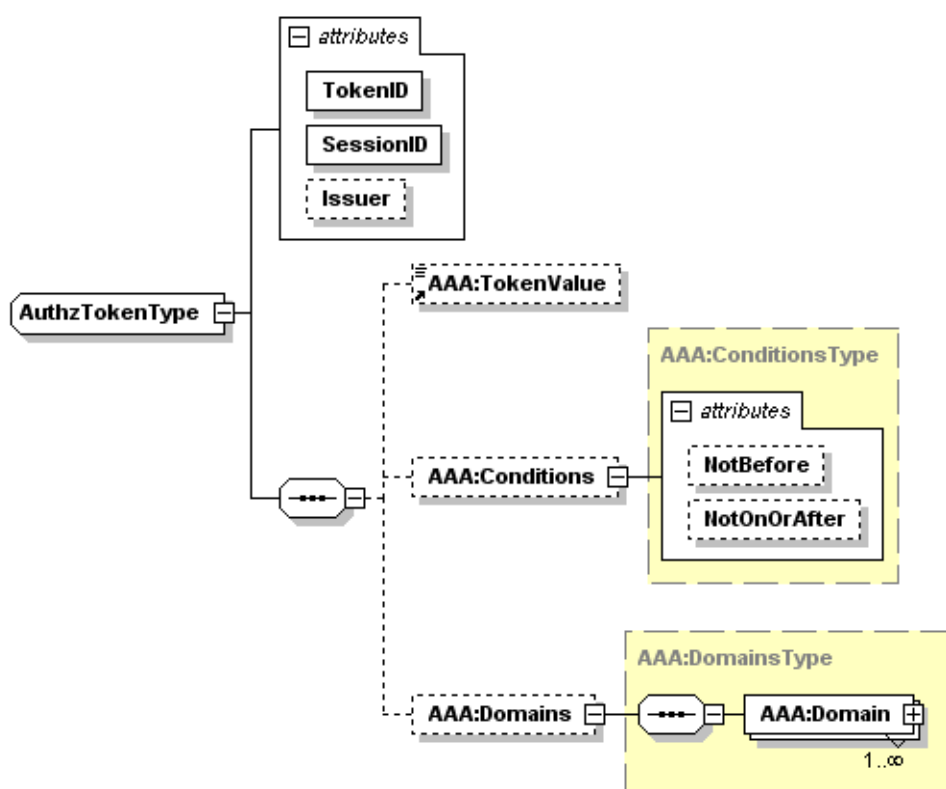 attributes
TokenID
SessionID
Issuer
AuthzTokenType
AAA:TokenValue
AAA:ConditionsType
attributes
NotBefore
NotOnOrAfter
AAA:Conditions
AAA:DomainsType
AAA:Domains
AAA:Domain
1..∞